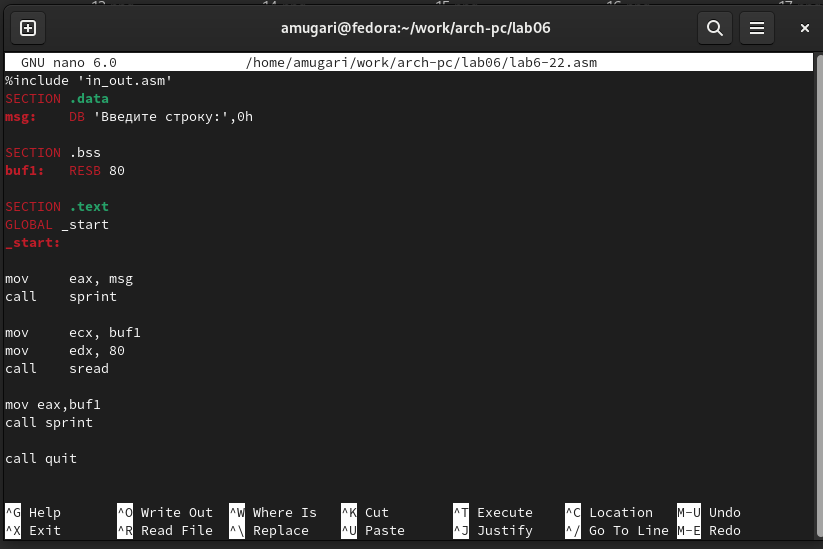 amugari@fedora:~/work/arch-pc/lab06
GNU nano 6.0 /home/amugari/work/arch-pc/lab06/lab6-22.asm
%include 'in_out.asm'
SECTION .data
msg: DB 'Введите строку:',0h
SECTION .bss
buf1: RESB 80
SECTION .text
GLOBAL _start
_start:
mov eax, msg
call sprint
mov ecx, buf1
mov edx, 80
call sread
mov eax,buf1
call sprint
call quit
^G Help ^O Write Out ^W Where Is ^K Cut ^T Execute ^C Location M-U Undo
^X Exit ^R Read File ^\ Replace ^U Paste ^J Justify ^/ Go To Line M-E Redo